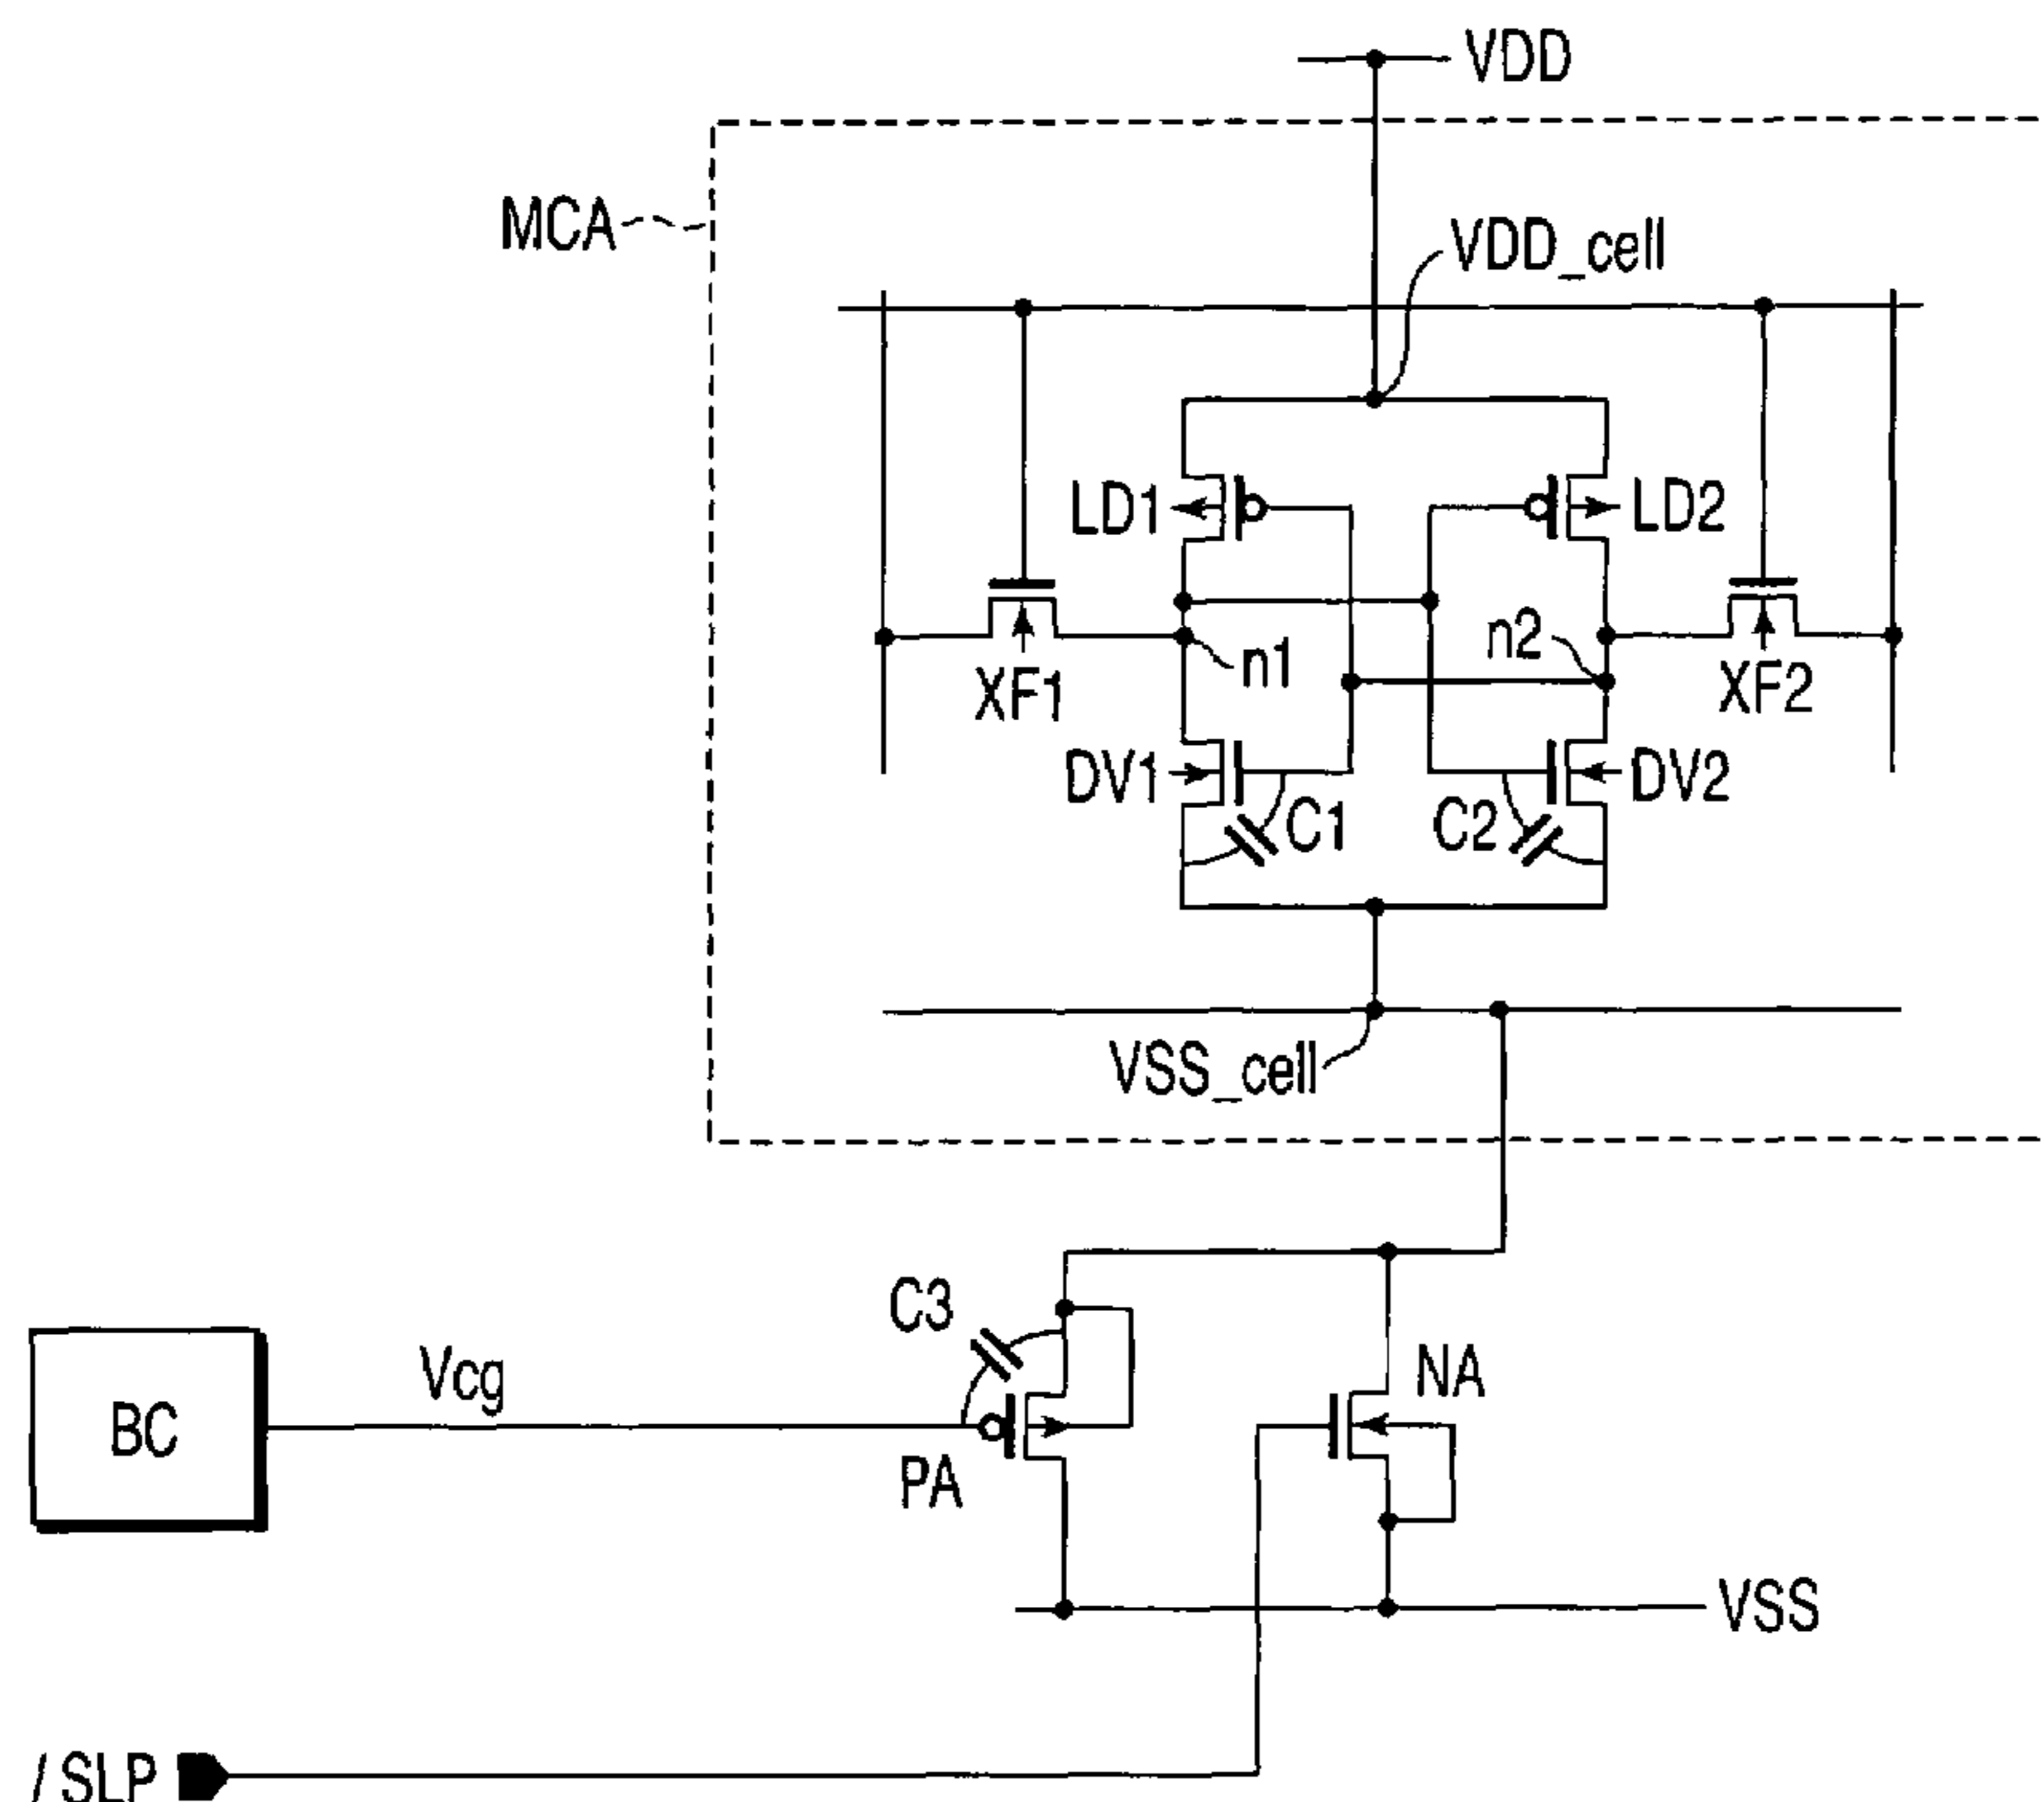 VDD
MCA
VDD_cell
LD1
LD2
n1
n2
XF1
XF2
DV1
DV2
C1
C2
VSS_cell
C3
Vcg
NA
BC
PA
VSS
/ SLP